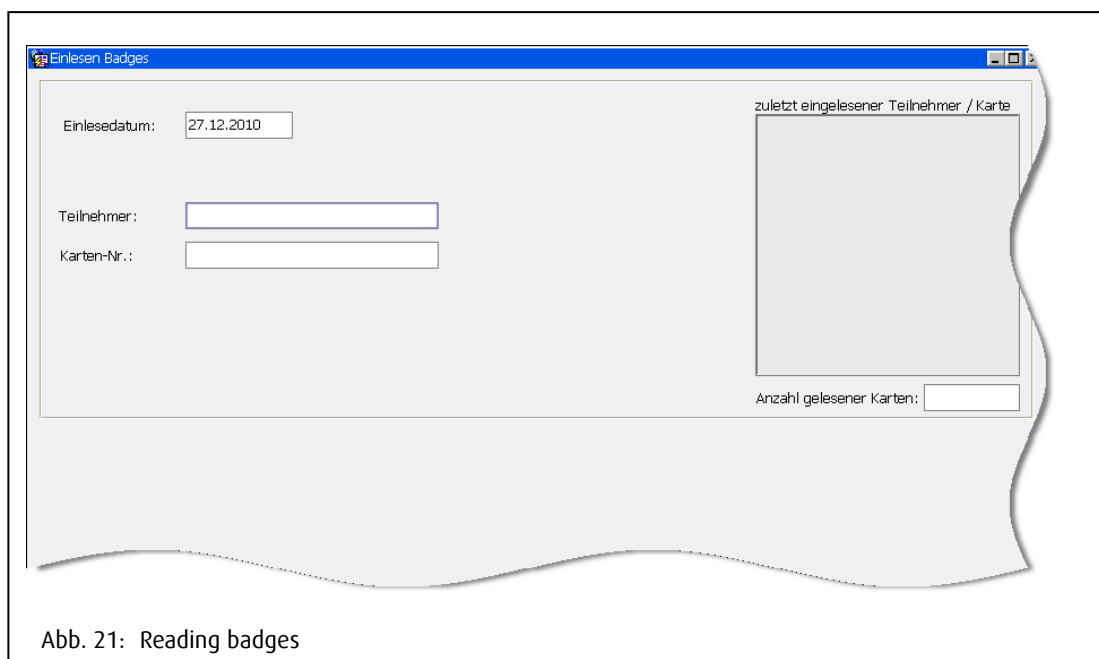 Einlesen Badges
zuletzt eingelesener Teilnehmer / Karte
Einlesedatum: 27.12.2010
Teilnehmer:
Karten-Nr.:
Anzahl gelesener Karten:
Abb. 21: Reading badges